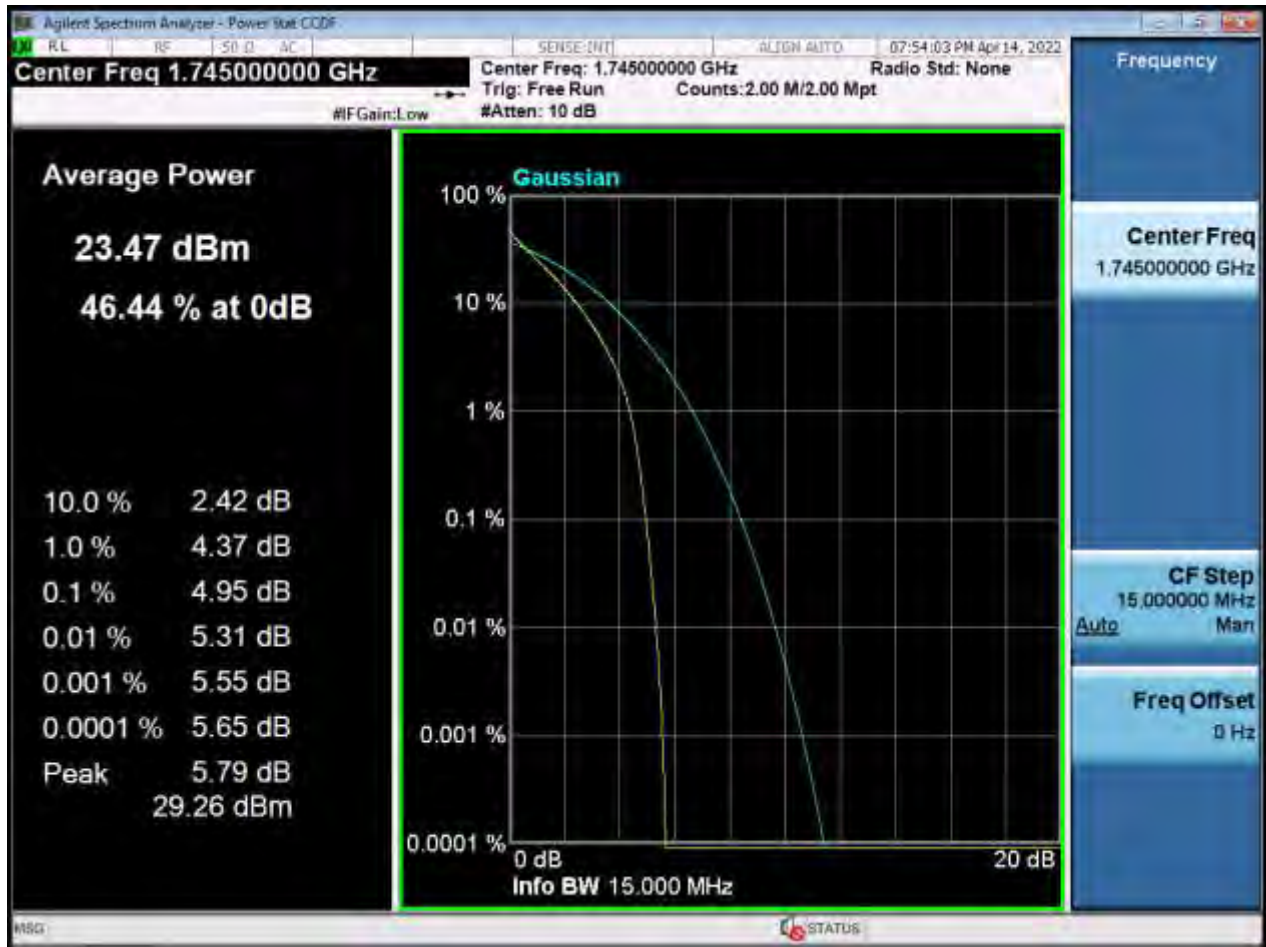 Agilent Spectrum Analyzer - Power Stat CCDF
RL RF 50 Ω AC SENSE:INT ALIGN AUTO 07:54:03 PM Apr 14, 2022
Center Freq 1.745000000 GHz
Center Freq: 1.745000000 GHz Radio Std: None
Trig: Free Run Counts:2.00 M/2.00 Mpt
#IFGain:Low #Atten: 10 dB
Average Power
23.47 dBm
46.44 % at 0dB
10.0 % 2.42 dB
1.0 % 4.37 dB
0.1 % 4.95 dB
0.01 % 5.31 dB
0.001 % 5.55 dB
0.0001 % 5.65 dB
Peak 5.79 dB
29.26 dBm
Gaussian
100 %
10 %
1 %
0.1 %
0.01 %
0.001 %
0.0001 %
0 dB 20 dB
Info BW 15.000 MHz
Frequency
Center Freq
1.745000000 GHz
CF Step
15.000000 MHz
Auto Man
Freq Offset
0 Hz
MSG STATUS